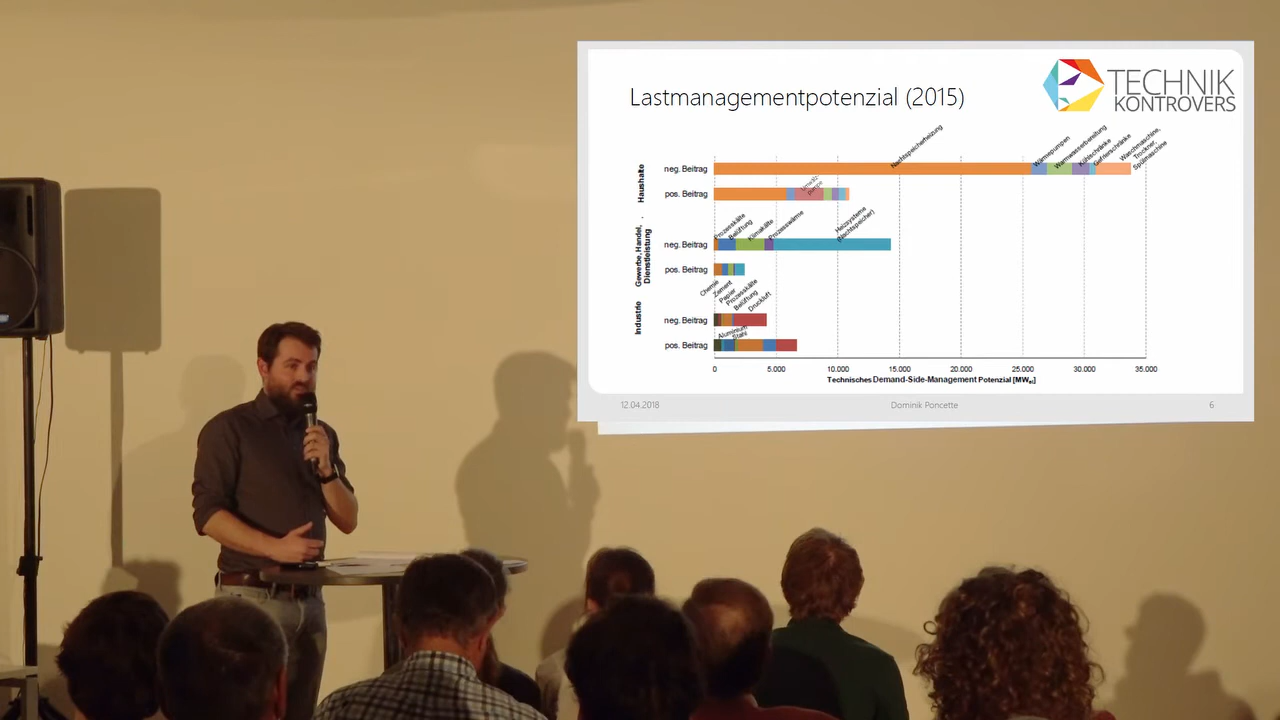 TECHNIK
KONTROVERS
Lastmanagementpotenzial (2015)
Haushalte
neg. Beitrag
Nachtspeicherheizung
Wärmepumpen
Warmwasserbereitung
Kühlschränke
Gefrierschränke
Waschmaschine,
Trockner,
Spülmaschine
pos. Beitrag
Umwälz-
pumpe
Gewerbe, Handel,
Dienstleistung
neg. Beitrag
Prozesskälte
Belüftung
Klimakälte
Prozesswärme
Heizsysteme
(Nachtspeicher)
pos. Beitrag
Industrie
neg. Beitrag
Chemie
Zement
Papier
Prozesskälte
Belüftung
Druckluft
pos. Beitrag
Aluminium
Stahl
0 5.000 10.000 15.000 20.000 25.000 30.000 35.000
Technisches Demand-Side-Management Potenzial [MWel]
12.04.2018 Dominik Poncette 6